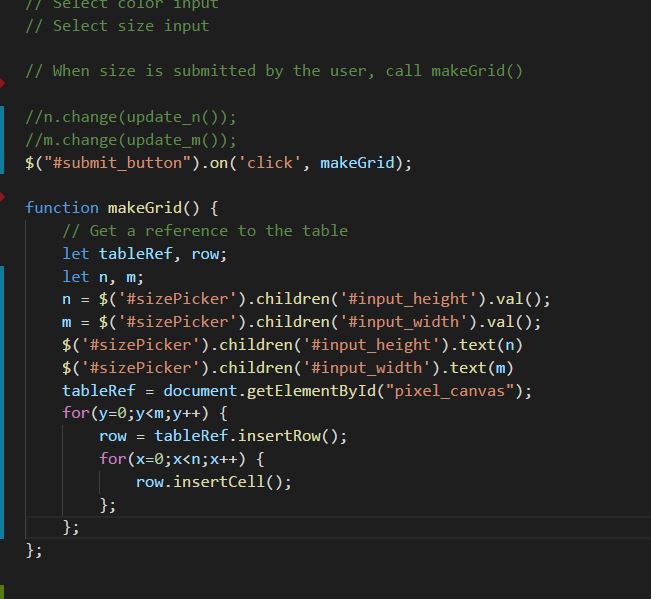 // Select color input
// Select size input
// When size is submitted by the user, call makeGrid()
//n.change(update_n());
//m.change(update_m());
$("#submit_button").on('click', makeGrid);
function makeGrid() {
// Get a reference to the table
let tableRef, row;
let n, m;
n = $('#sizePicker').children('#input_height').val();
m = $('#sizePicker').children('#input_width').val();
$('#sizePicker').children('#input_height').text(n)
$('#sizePicker').children('#input_width').text(m)
tableRef = document.getElementById("pixel_canvas");
for(y=0;y<m;y++) {
row = tableRef.insertRow();
for(x=0;x<n;x++) {
row.insertCell();
};
};
};